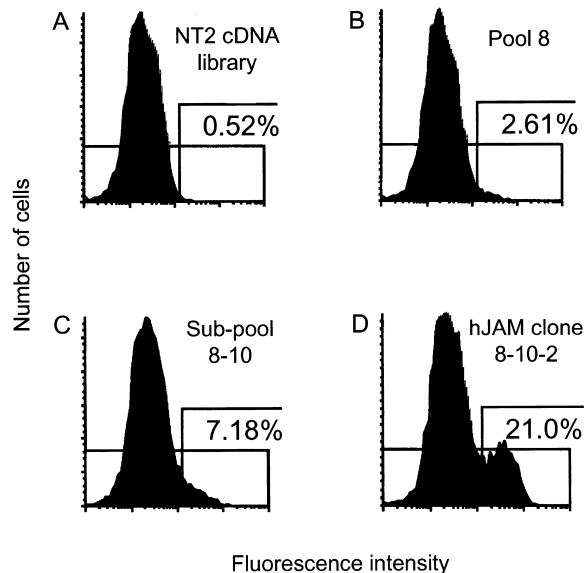 A
NT2 cDNA
library
0.52%
B
Pool 8
2.61%
Number of cells
C
Sub-pool
8-10
7.18%
D
hJAM clone
8-10-2
21.0%
Fluorescence intensity